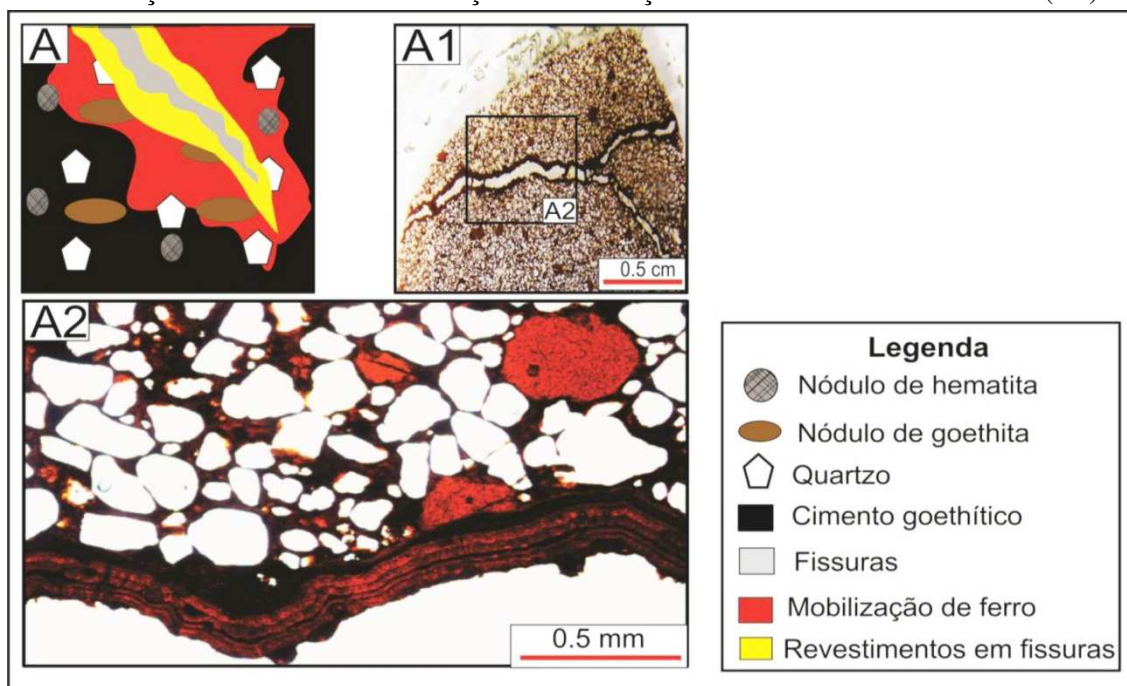 A
A1
A2
0.5 cm
A2
0.5 mm
Legenda
Nódulo de hematita
Nódulo de goethita
Quartzo
Cimento goethítico
Fissuras
Mobilização de ferro
Revestimentos em fissuras